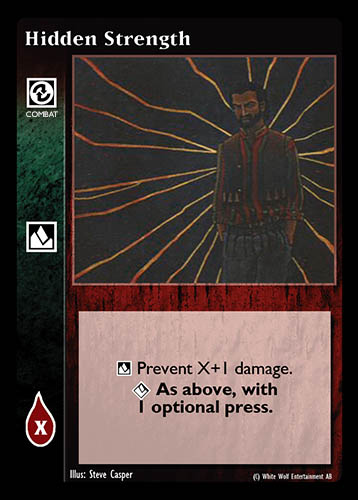 Hidden Strength
COMBAT
Prevent X+1 damage.
As above, with
1 optional press.
X
Illus: Steve Casper
(C) White Wolf Entertainment AB